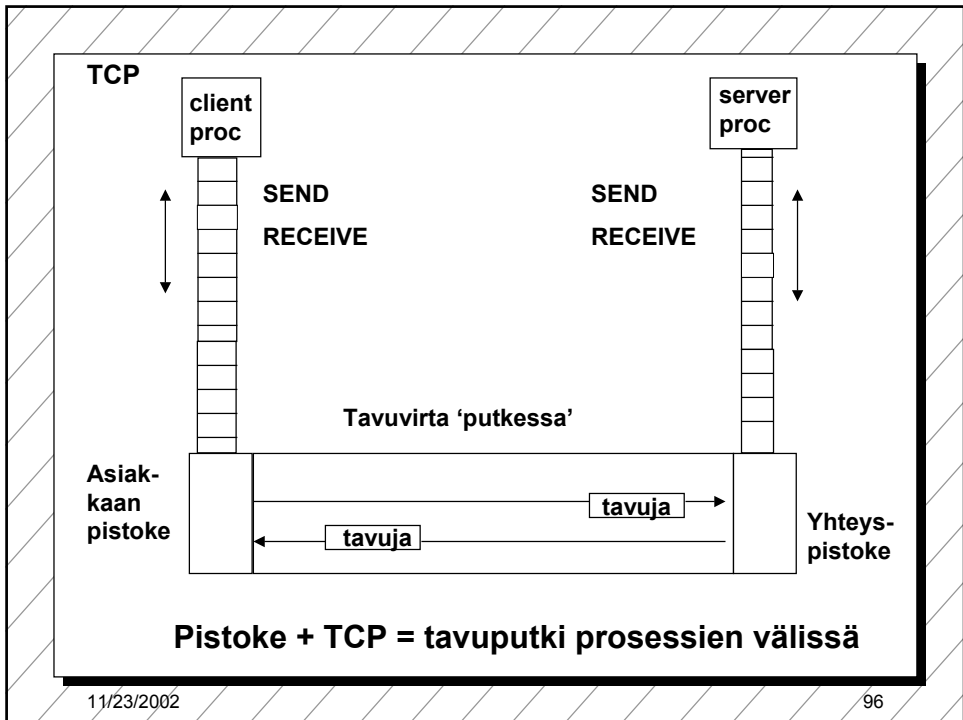 TCP
client
proc
server
proc
SEND
RECEIVE
SEND
RECEIVE
Tavuvirta ‘putkessa’
Asiak-
kaan
pistoke
tavuja
tavuja
Yhteys-
pistoke
Pistoke + TCP = tavuputki prosessien välissä
11/23/2002
96